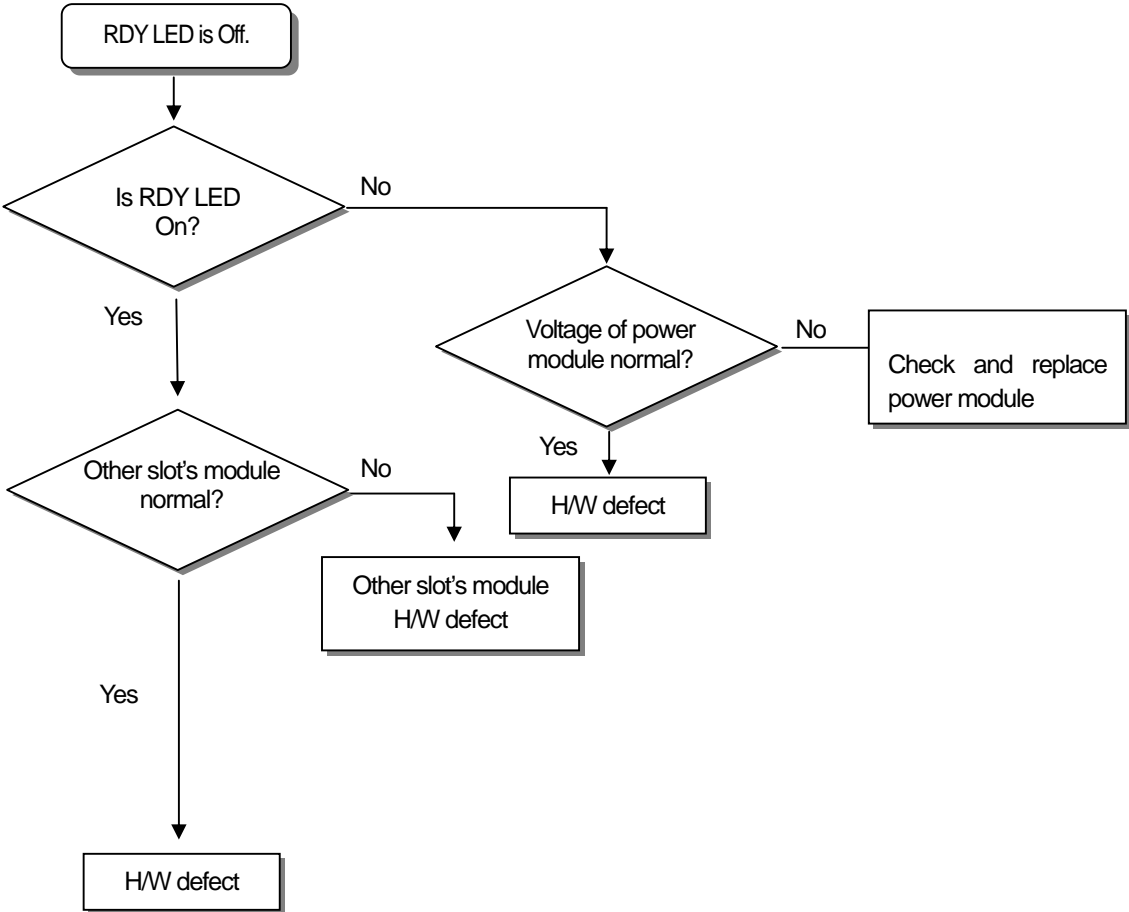 RDY LED is Off.
Is RDY LED
On?
No
Yes
Voltage of power
module normal?
No
Check and replace
power module
Yes
H/W defect
Other slot’s module
normal?
No
Other slot’s module
H/W defect
Yes
H/W defect